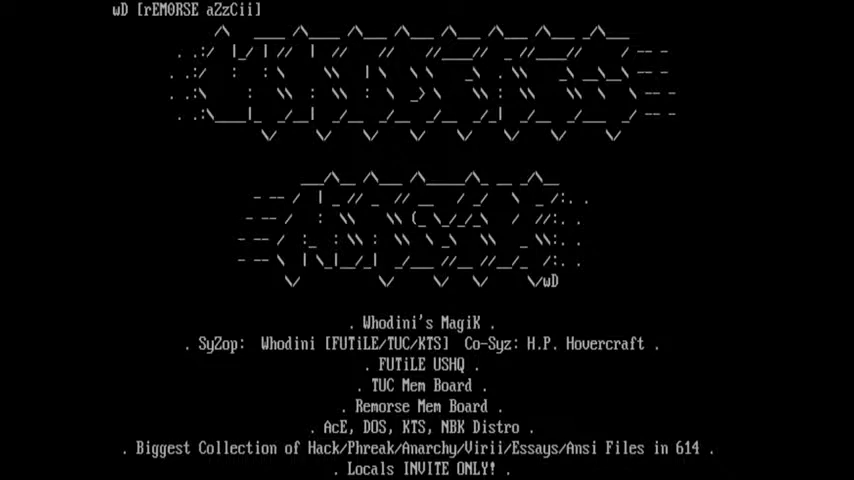 wD [rEMORSE aZzCii]
wD
. Whodini's MagiK .
. SyZop:  Whodini [FUTiLE/TUC/KTS]  Co-Syz: H.P. Hovercraft .
. FUTiLE USHQ .
. TUC Mem Board .
. Remorse Mem Board .
. AcE, DOS, KTS, NBK Distro .
. Biggest Collection of Hack/Phreak/Anarchy/Virii/Essays/Ansi Files in 614 .
. Locals INVITE ONLY! .